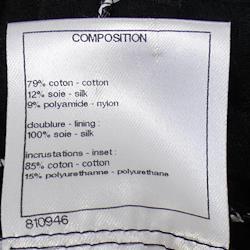 COMPOSITION
79% coton - cotton
12% soie - silk
9% polyamide - nylon
doublure - lining :
100% soie - silk
incrustations - inset :
85% coton - cotton
15% polyurethanne - polyurethane
810946